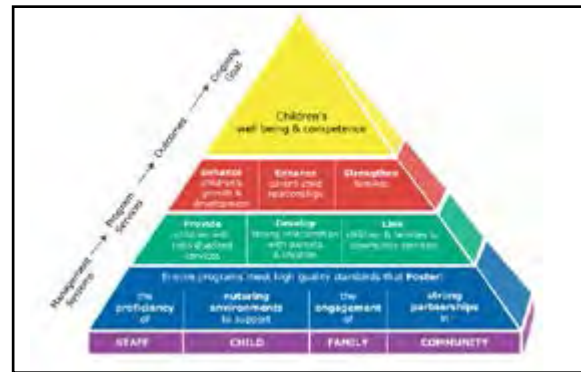 Ongoing
Goal
Outcomes
Program
Services
Management
Systems
Children's
well being & competence
Enhance
children's
growth &
development
Enhance
parent-child
relationships
Strengthen
families
Provide
children with
individualized
services
Develop
strong relationships
with parents
& children
Link
children & families to
community services
Ensure programs meet high quality standards that Foster:
the
proficiency
of
nurturing
environments
to support
the
engagement
of
strong
partnerships
in
STAFF
CHILD
FAMILY
COMMUNITY